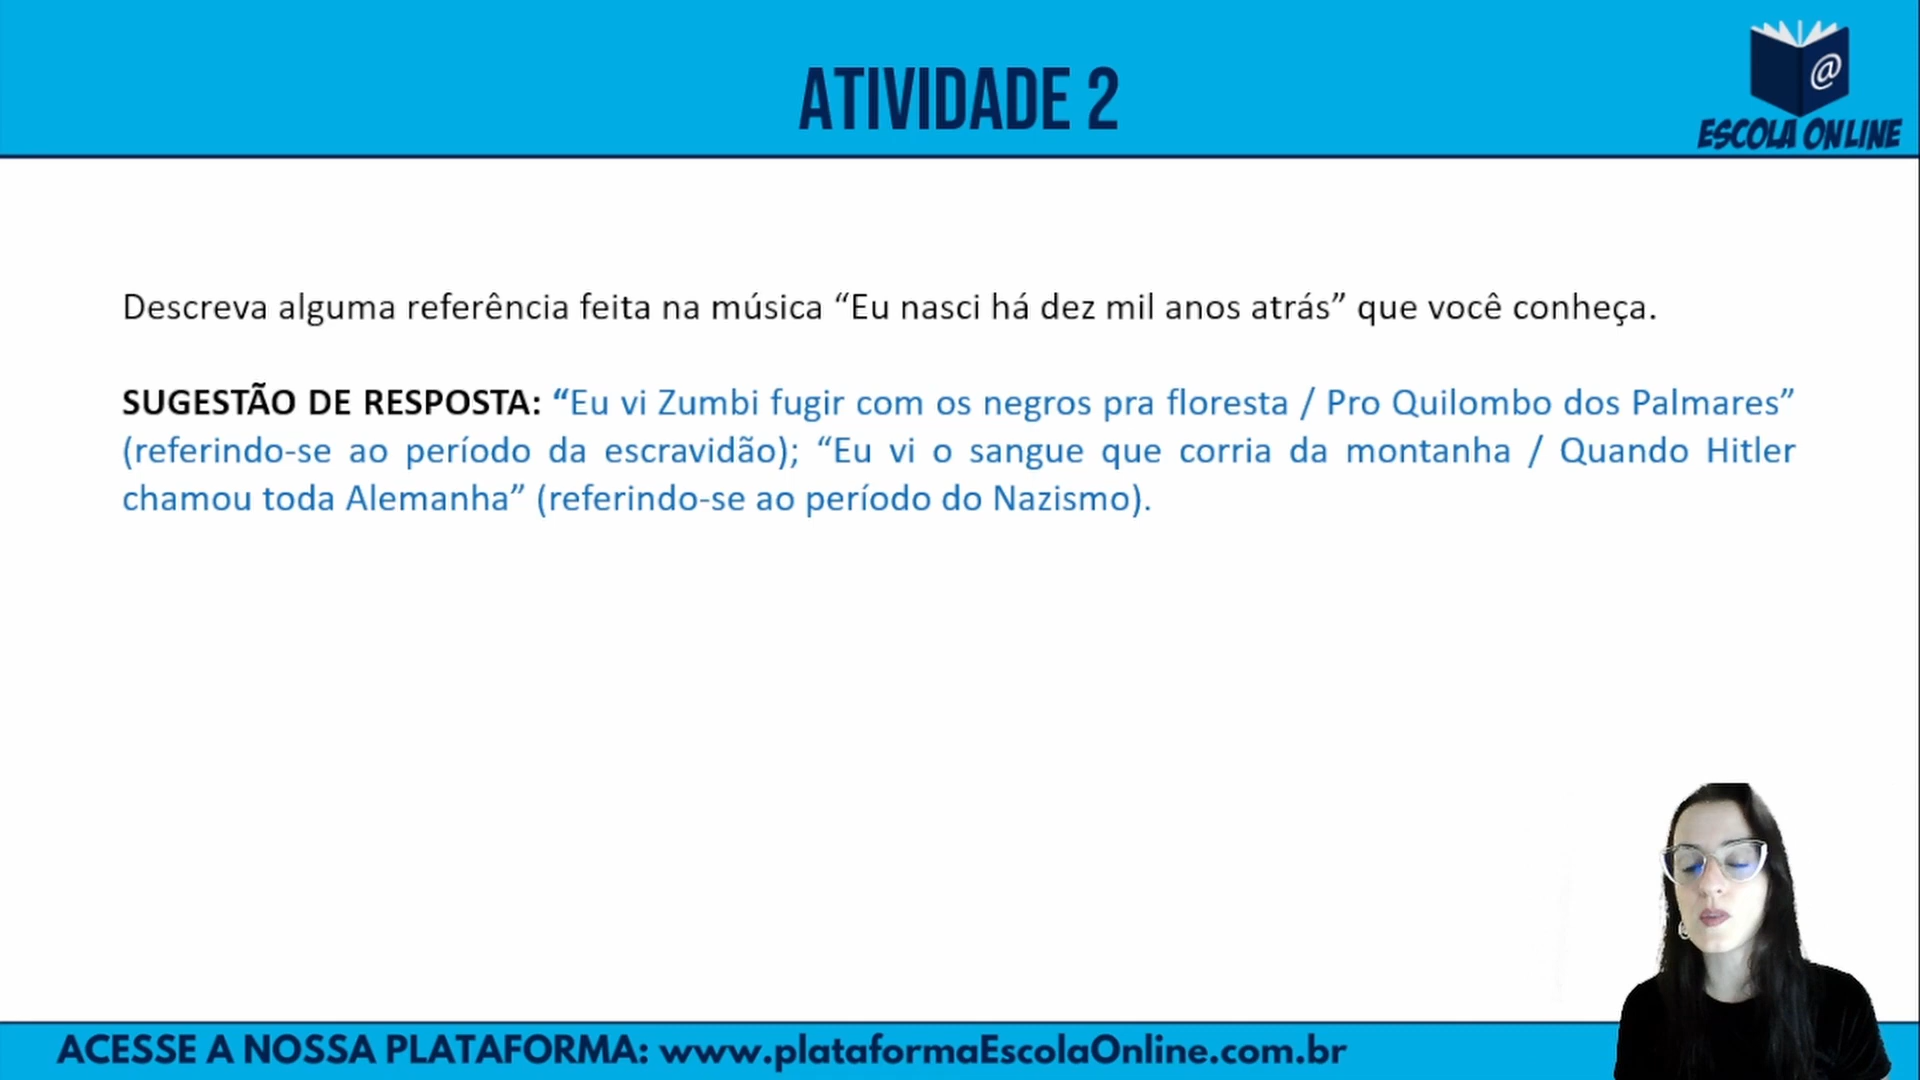 ATIVIDADE 2
@
ESCOLA ONLINE
Descreva alguma referência feita na música “Eu nasci há dez mil anos atrás” que você conheça.
SUGESTÃO DE RESPOSTA: “Eu vi Zumbi fugir com os negros pra floresta / Pro Quilombo dos Palmares”
(referindo-se ao período da escravidão); “Eu vi o sangue que corria da montanha / Quando Hitler
chamou toda Alemanha” (referindo-se ao período do Nazismo).
ACESSE A NOSSA PLATAFORMA: www.plataformaEscolaOnline.com.br